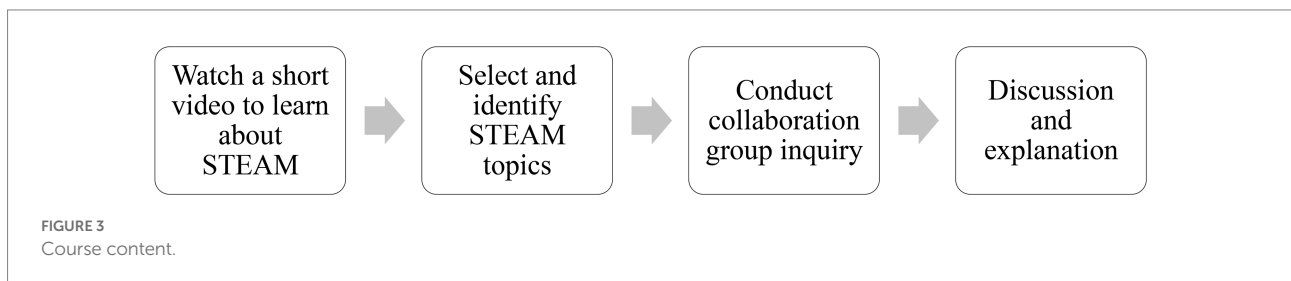 Watch a short
video to learn
about
STEAM
Select and
identify
STEAM
topics
Conduct
collaboration
group inquiry
Discussion
and
explanation
FIGURE 3
Course content.